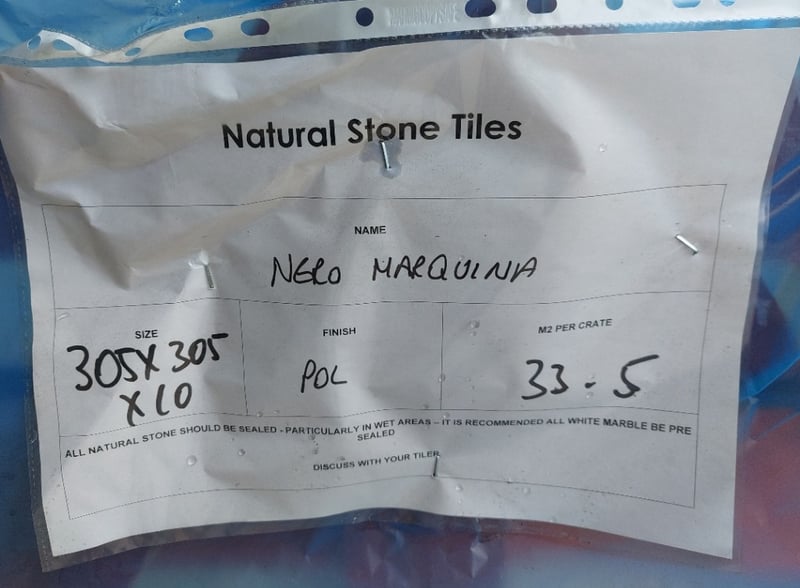 Natural Stone Tiles
NAME
NERO MARQUINIA
SIZE
305X305
X10
FINISH
POL
M2 PER CRATE
33-5
ALL NATURAL STONE SHOULD BE SEALED - PARTICULARLY IN WET AREAS – IT IS RECOMMENDED ALL WHITE MARBLE BE PRE
SEALED
DISCUSS WITH YOUR TILER